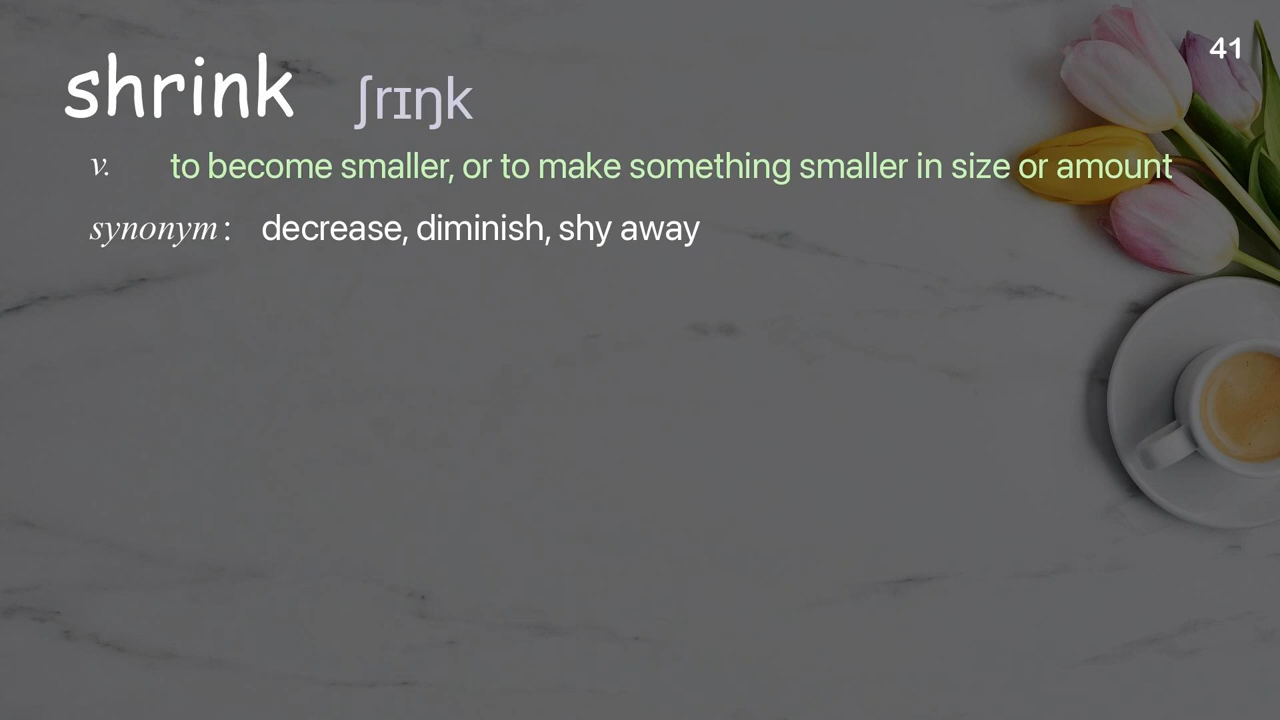 41
shrink ʃrɪŋk
v. to become smaller, or to make something smaller in size or amount
synonym: decrease, diminish, shy away